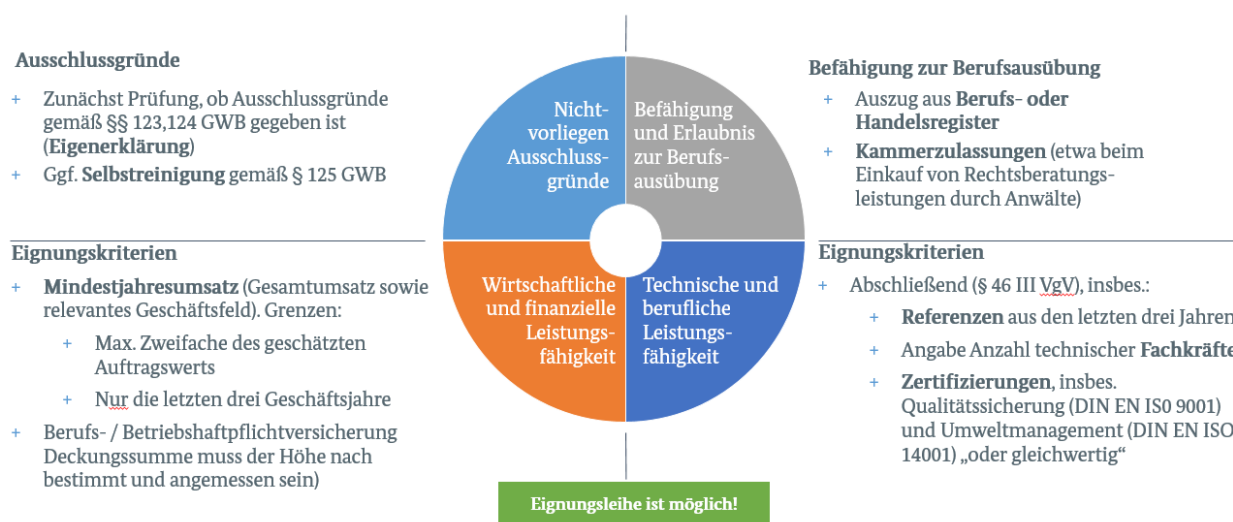 Ausschlussgründe
+ Zunächst Prüfung, ob Ausschlussgründe
gemäß §§ 123,124 GWB gegeben ist
(Eigenerklärung)
+ Ggf. Selbstreinigung gemäß § 125 GWB
Nicht-
vorliegen
Ausschluss-
gründe
Befähigung
und Erlaubnis
zur Berufs-
ausübung
Befähigung zur Berufsausübung
+ Auszug aus Berufs- oder
Handelsregister
+ Kammerzulassungen (etwa beim
Einkauf von Rechtsberatungs-
leistungen durch Anwälte)
Eignungskriterien
+ Mindestjahresumsatz (Gesamtumsatz sowie
relevantes Geschäftsfeld). Grenzen:
+ Max. Zweifache des geschätzten
Auftragswerts
+ Nur die letzten drei Geschäftsjahre
+ Berufs- / Betriebshaftpflichtversicherung
Deckungssumme muss der Höhe nach
bestimmt und angemessen sein)
Wirtschaftliche
und finanzielle
Leistungs-
fähigkeit
Technische und
berufliche
Leistungs-
fähigkeit
Eignungskriterien
+ Abschließend (§ 46 III VgV), insbes.:
+ Referenzen aus den letzten drei Jahren
+ Angabe Anzahl technischer Fachkräfte
+ Zertifizierungen, insbes.
Qualitätssicherung (DIN EN IS0 9001)
und Umweltmanagement (DIN EN ISO
14001) „oder gleichwertig“
Eignungsleihe ist möglich!